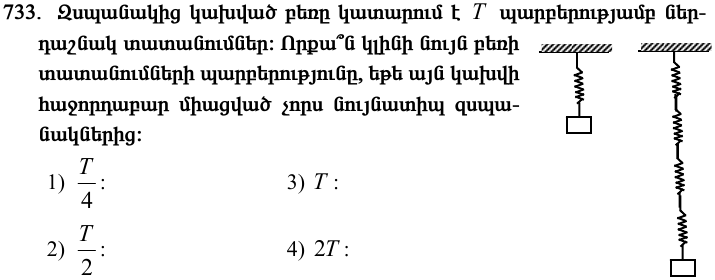 733. Զսպանակից կախված բեռը կատարում է T պարբերությամբ ներ-
դաշնակ տատանումներ: Որքա՞ն կլինի նույն բեռի
տատանումների պարբերությունը, եթե այն կախվի
հաջորդաբար միացված չորս նույնատիպ զսպա-
նակներից:
1) T/4 :
3) T :
2) T/2 :
4) 2T :